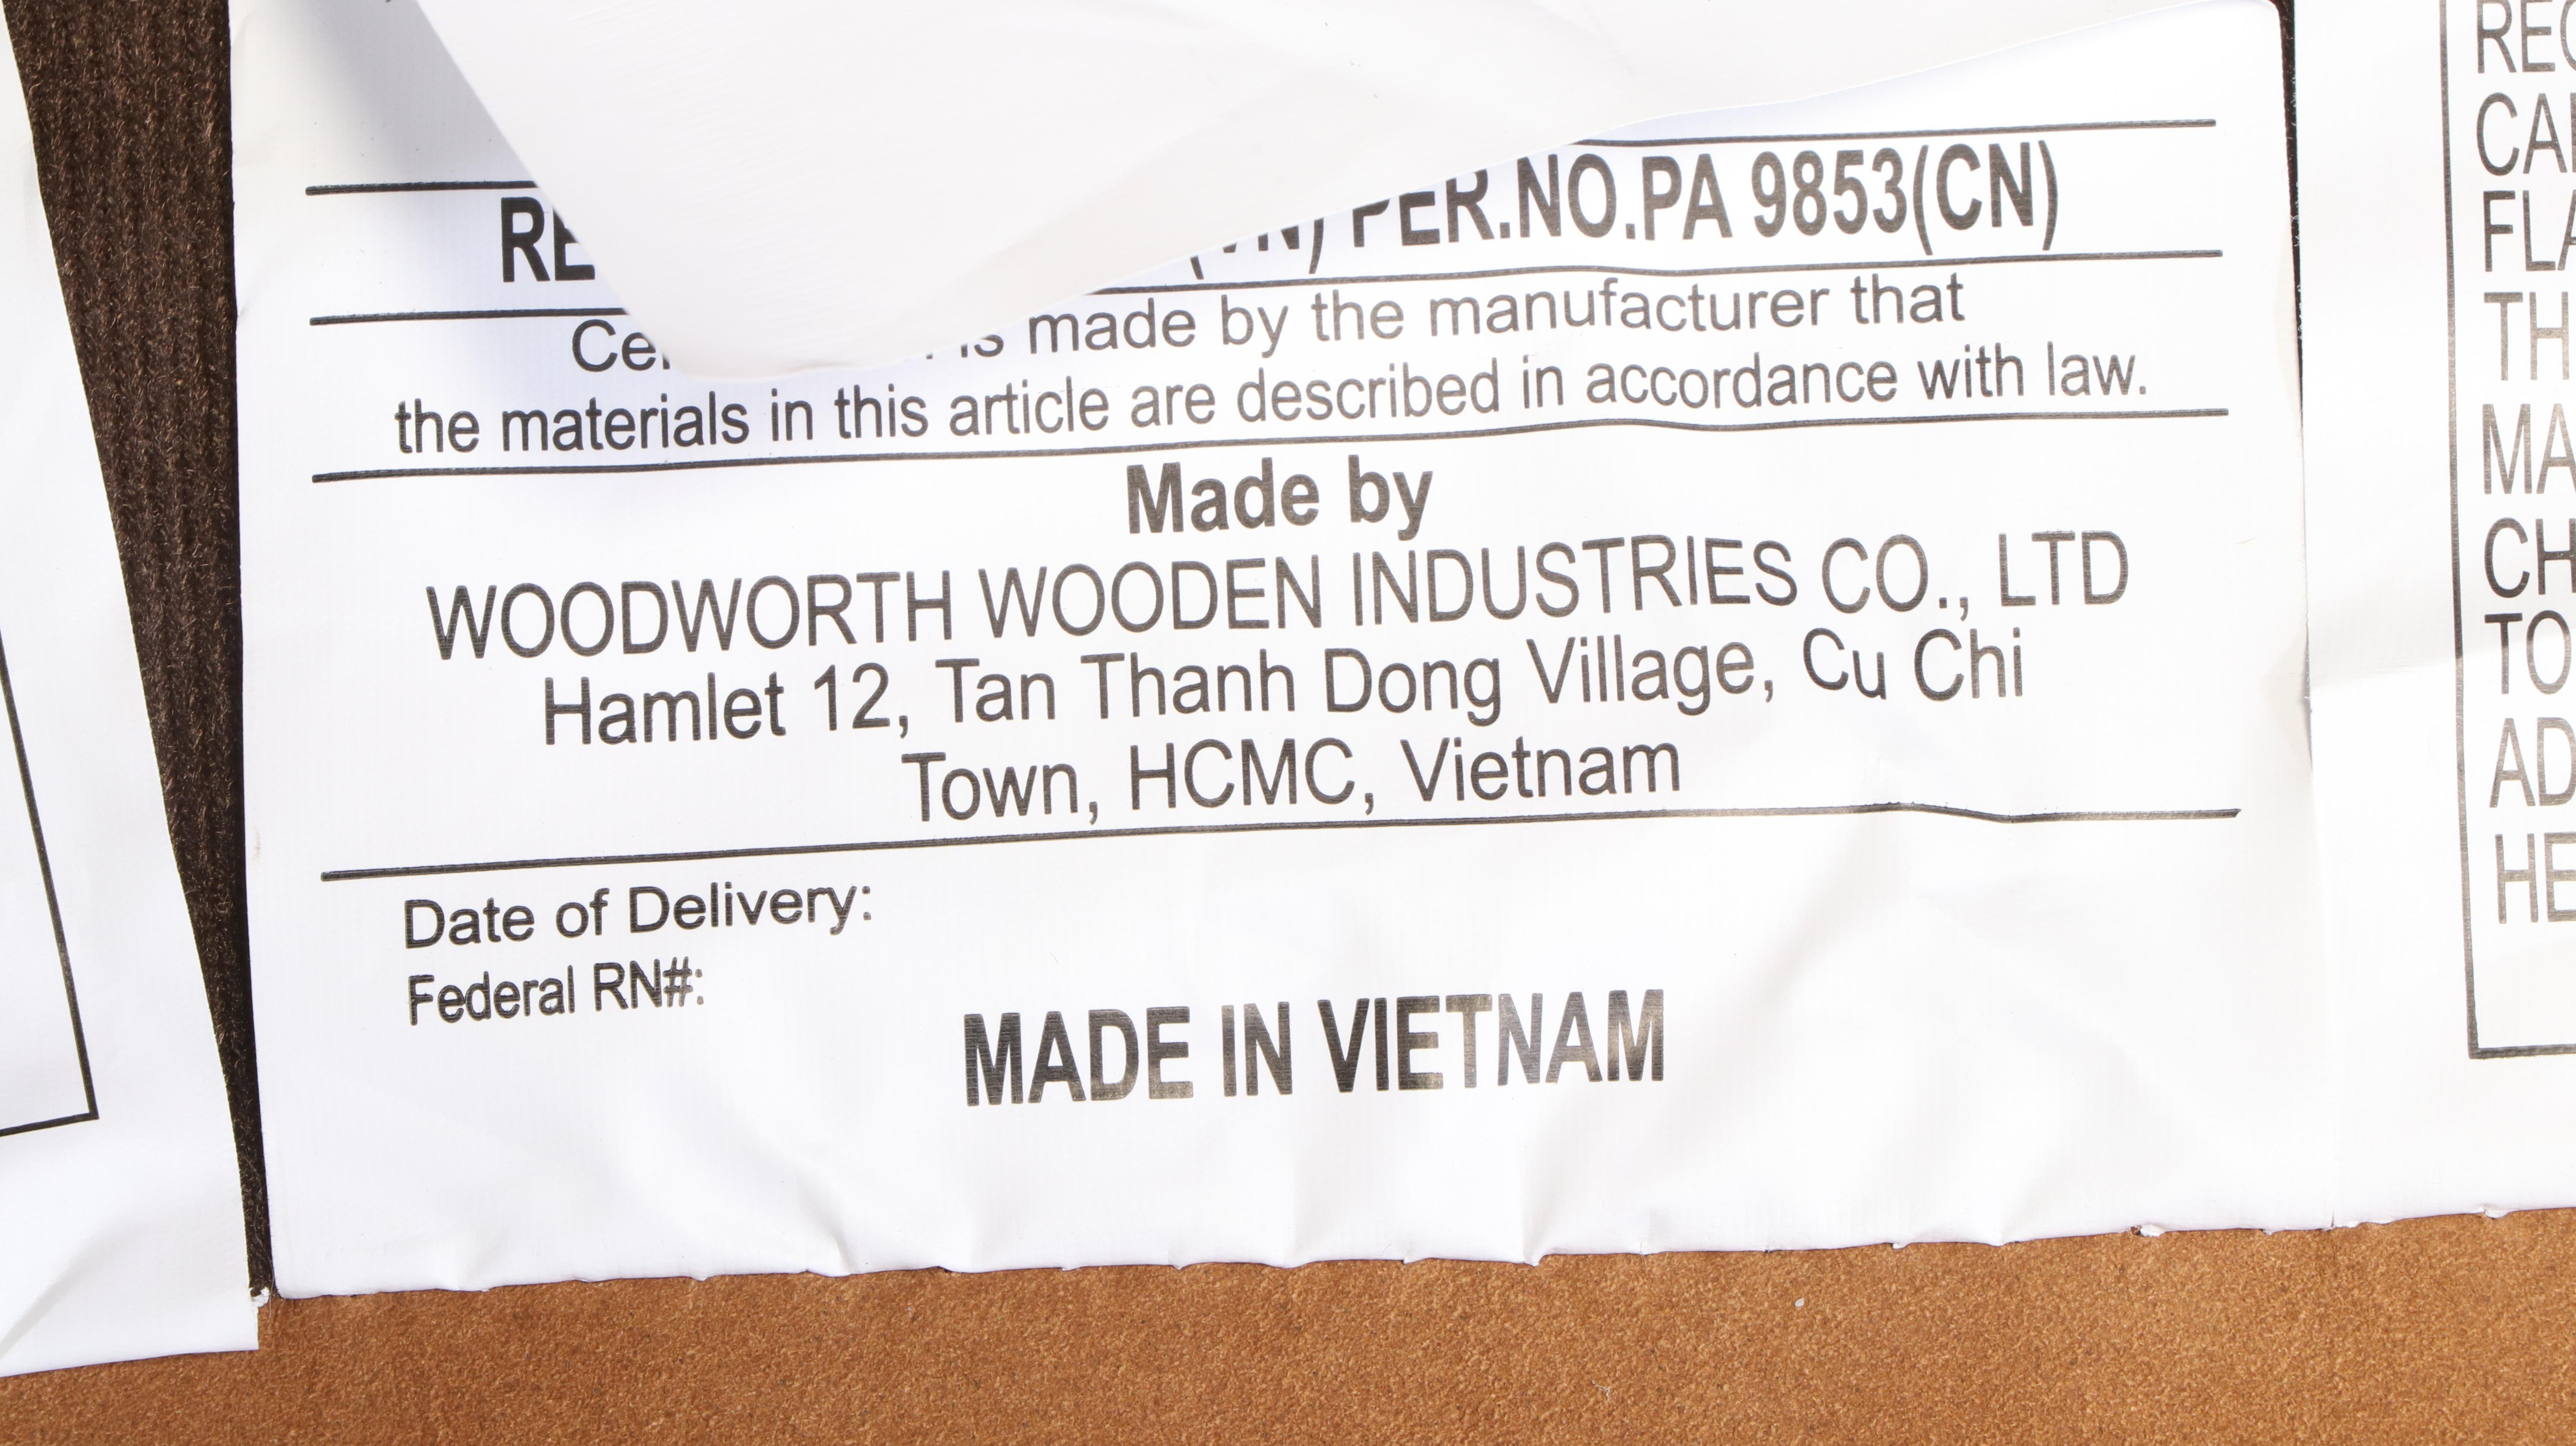 PER.NO.PA 9853(CN)
is made by the manufacturer that
the materials in this article are described in accordance with law.
Made by
WOODWORTH WOODEN INDUSTRIES CO., LTD
Hamlet 12, Tan Thanh Dong Village, Cu Chi
Town, HCMC, Vietnam
Date of Delivery:
Federal RN#:
MADE IN VIETNAM